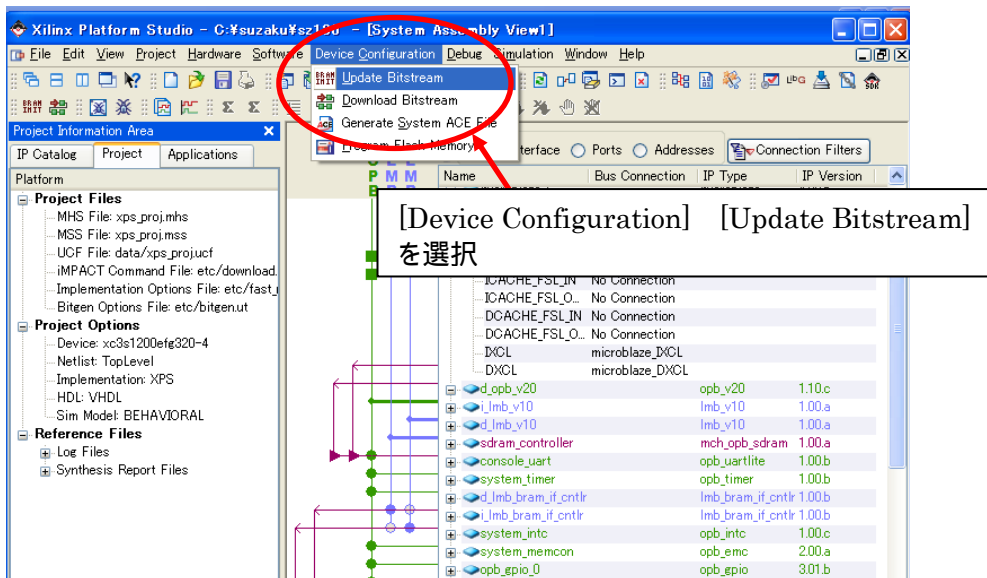 Xilinx Platform Studio - C:¥suzaku¥sz130 - [System Assembly View1]
File Edit View Project Hardware Software Device Configuration Debug Simulation Window Help
Update Bitstream
Download Bitstream
Generate System ACE File
Program Flash Memory
Project Information Area
IP Catalog Project Applications
Interface Ports Addresses Connection Filters
Platform
P M M
Name Bus Connection IP Type IP Version
Project Files
MHS File: xps_proj.mhs
MSS File: xps_proj.mss
UCF File: data/xps_proj.ucf
iMPACT Command File: etc/download.
Implementation Options File: etc/fast_
Bitgen Options File: etc/bitgen.ut
Project Options
Device: xc3s1200efg320-4
Netlist: TopLevel
Implementation: XPS
HDL: VHDL
Sim Model: BEHAVIORAL
Reference Files
Log Files
Synthesis Report Files
[Device Configuration] [Update Bitstream]
を選択
ICACHE_FSL_IN No Connection
ICACHE_FSL_O... No Connection
DCACHE_FSL_IN No Connection
DCACHE_FSL_O... No Connection
IXCL microblaze_IXCL
DXCL microblaze_DXCL
d_opb_v20 opb_v20 1.10.c
i_lmb_v10 lmb_v10 1.00.a
d_lmb_v10 lmb_v10 1.00.a
sdram_controller mch_opb_sdram 1.00.a
console_uart opb_uartlite 1.00.b
system_timer opb_timer 1.00.b
d_lmb_bram_if_cntlr lmb_bram_if_cntlr 1.00.b
i_lmb_bram_if_cntlr lmb_bram_if_cntlr 1.00.b
system_intc opb_intc 1.00.c
system_memcon opb_emc 2.00.a
opb_gpio_0 opb_gpio 3.01.b